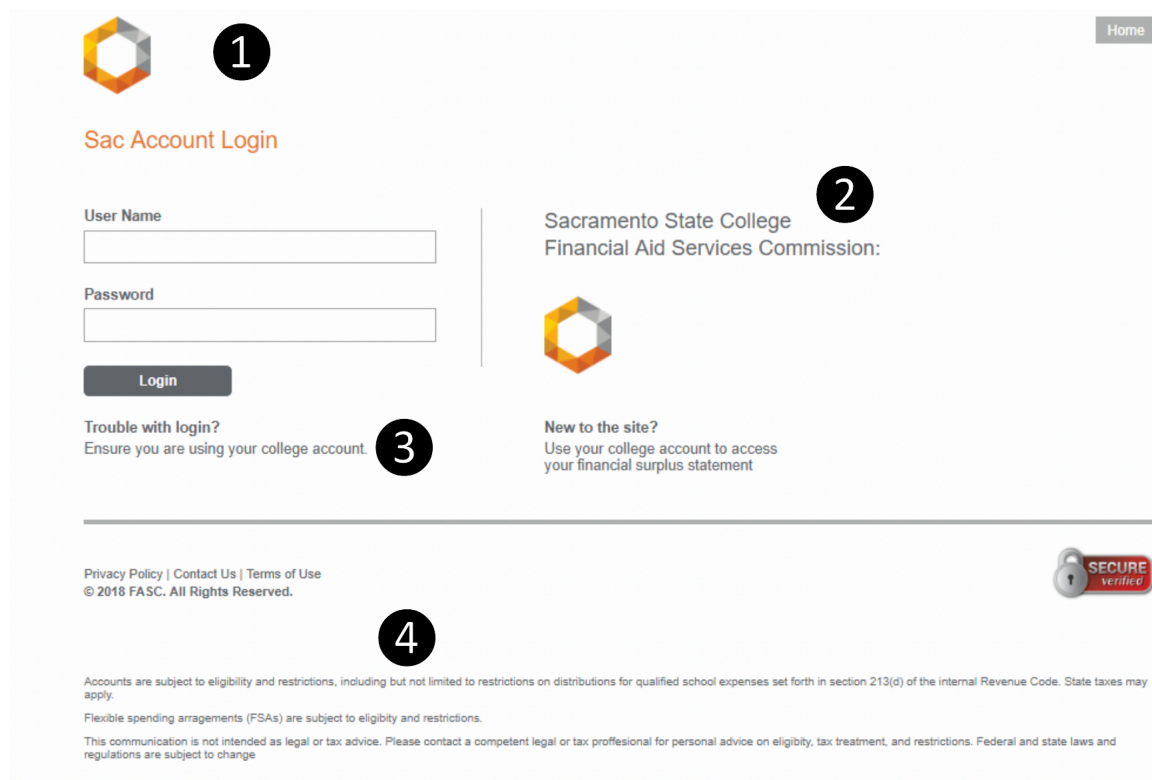 1
Home
Sac Account Login
2
User Name
Sacramento State College
Financial Aid Services Commission:
Password
Login
Trouble with login?
Ensure you are using your college account.
3
New to the site?
Use your college account to access
your financial surplus statement
Privacy Policy | Contact Us | Terms of Use
© 2018 FASC. All Rights Reserved.
SECURE
verified
4
Accounts are subject to eligibility and restrictions, including but not limited to restrictions on distributions for qualified school expenses set forth in section 213(d) of the internal Revenue Code. State taxes may
apply.
Flexible spending arragements (FSAs) are subject to eligibity and restrictions.
This communication is not intended as legal or tax advice. Please contact a competent legal or tax proffesional for personal advice on eligibity, tax treatment, and restrictions. Federal and state laws and
regulations are subject to change